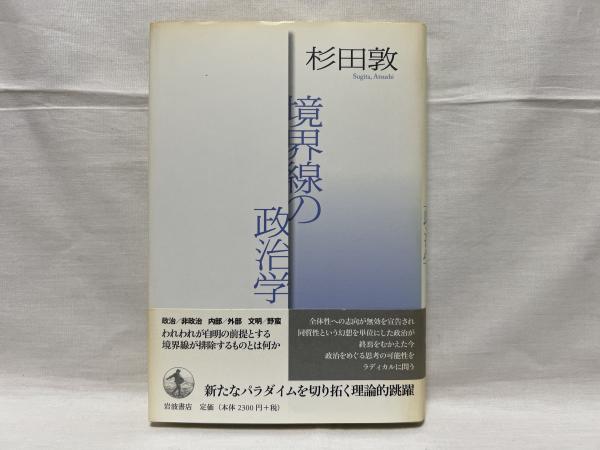 杉田敦
Sugita, Atsushi
境界線の
政治学
政治/非政治 内部/外部 文明/野蛮
われわれが自明の前提とする
境界線が排除するものとは何か
全体性への志向が無効を宣告され
同質性という幻想を単位にした政治が
終焉をむかえた今
政治をめぐる思考の可能性を
ラディカルに問う
新たなパラダイムを切り拓く理論的跳躍
岩波書店 定価(本体2300円+税)